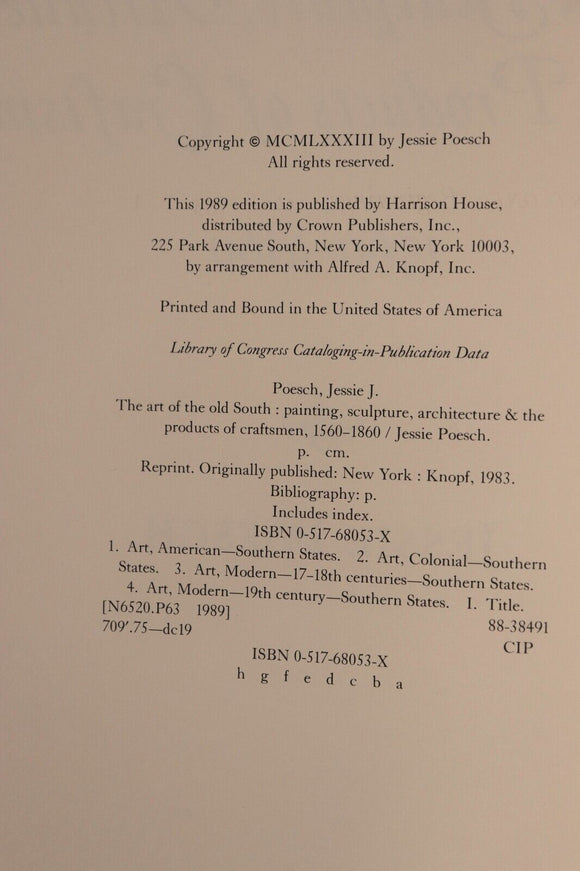 Copyright © MCMLXXXIII by Jessie Poesch
All rights reserved.
This 1989 edition is published by Harrison House,
distributed by Crown Publishers, Inc.,
225 Park Avenue South, New York, New York 10003,
by arrangement with Alfred A. Knopf, Inc.
Printed and Bound in the United States of America
Library of Congress Cataloging-in-Publication Data
Poesch, Jessie J.
The art of the old South : painting, sculpture, architecture & the
products of craftsmen, 1560–1860 / Jessie Poesch.
p. cm.
Reprint. Originally published: New York : Knopf, 1983.
Bibliography: p.
Includes index.
ISBN 0-517-68053-X
1. Art, American—Southern States. 2. Art, Colonial—Southern
States. 3. Art, Modern—17-18th centuries—Southern States.
4. Art, Modern—19th century—Southern States. I. Title.
[N6520.P63 1989]
709'.75—dc19 88-38491
CIP
ISBN 0-517-68053-X
h g f e d c b a